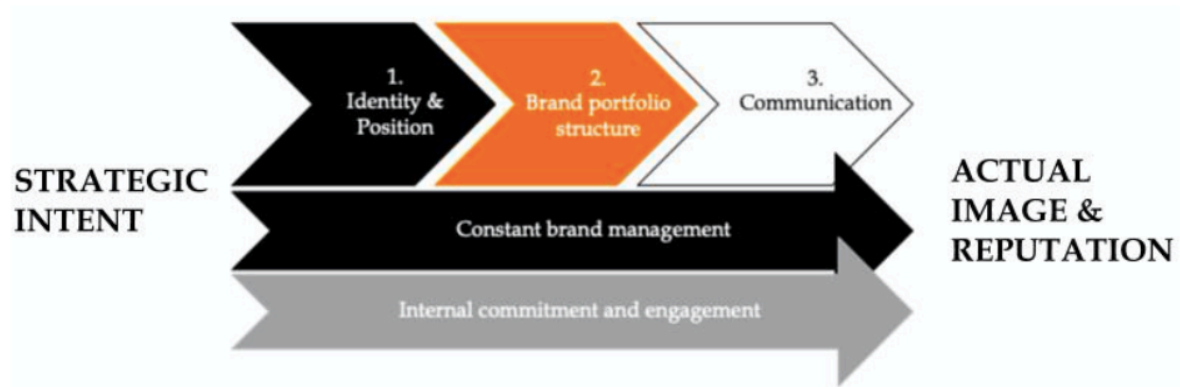 STRATEGIC
INTENT
1.
Identity &
Position
2.
Brand portfolio
structure
3.
Communication
Constant brand management
Internal commitment and engagement
ACTUAL
IMAGE &
REPUTATION